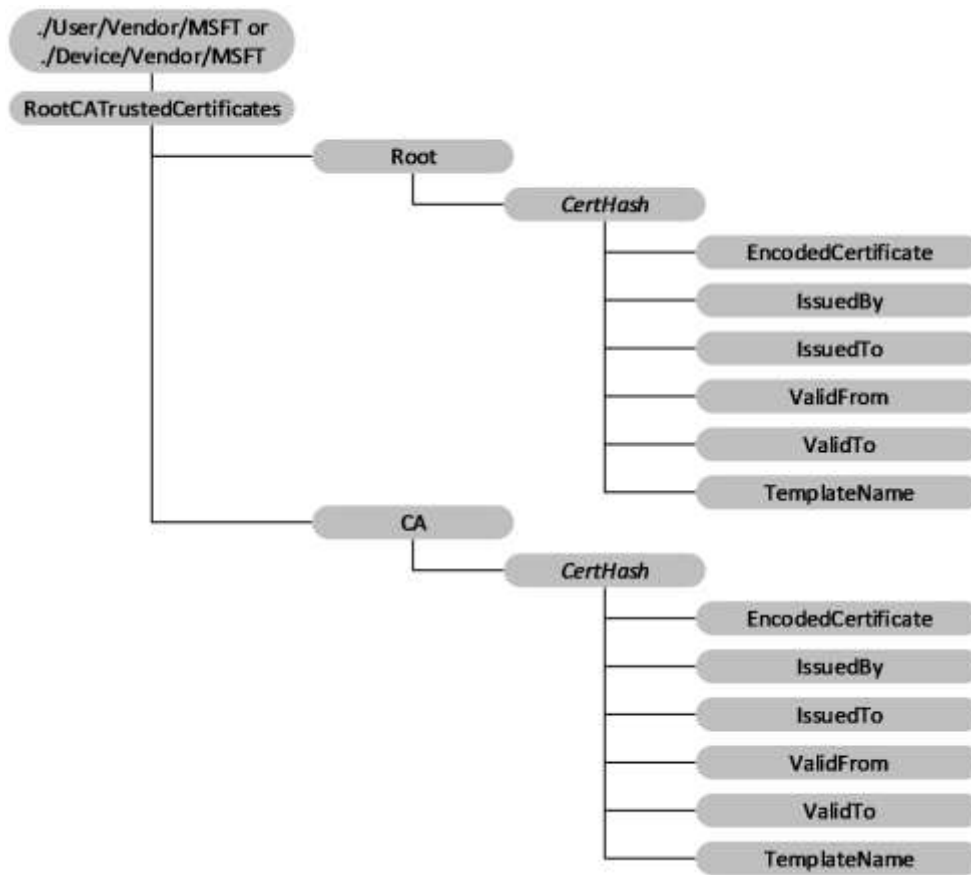 ./User/Vendor/MSFT or
./Device/Vendor/MSFT
RootCATrustedCertificates
Root
CertHash
EncodedCertificate
IssuedBy
IssuedTo
ValidFrom
ValidTo
TemplateName
CA
CertHash
EncodedCertificate
IssuedBy
IssuedTo
ValidFrom
ValidTo
TemplateName